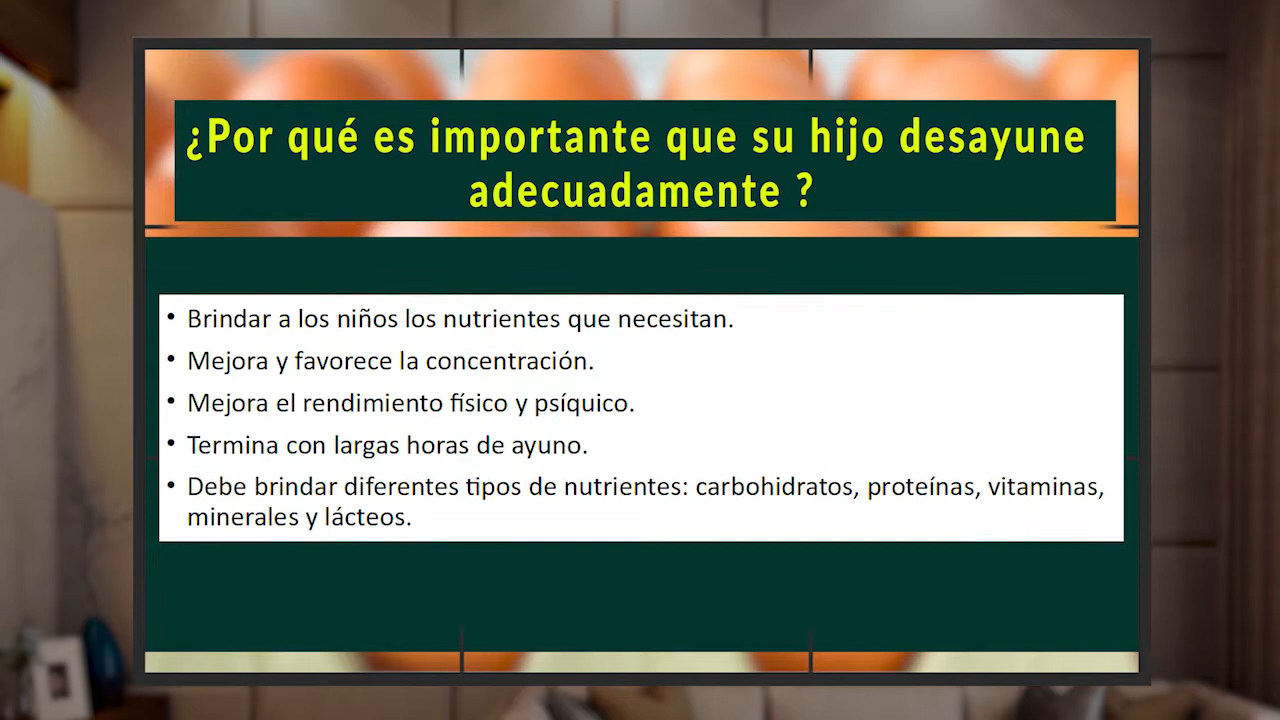 ¿Por qué es importante que su hijo desayune
adecuadamente ?
• Brindar a los niños los nutrientes que necesitan.
• Mejora y favorece la concentración.
• Mejora el rendimiento físico y psíquico.
• Termina con largas horas de ayuno.
• Debe brindar diferentes tipos de nutrientes: carbohidratos, proteínas, vitaminas,
minerales y lácteos.